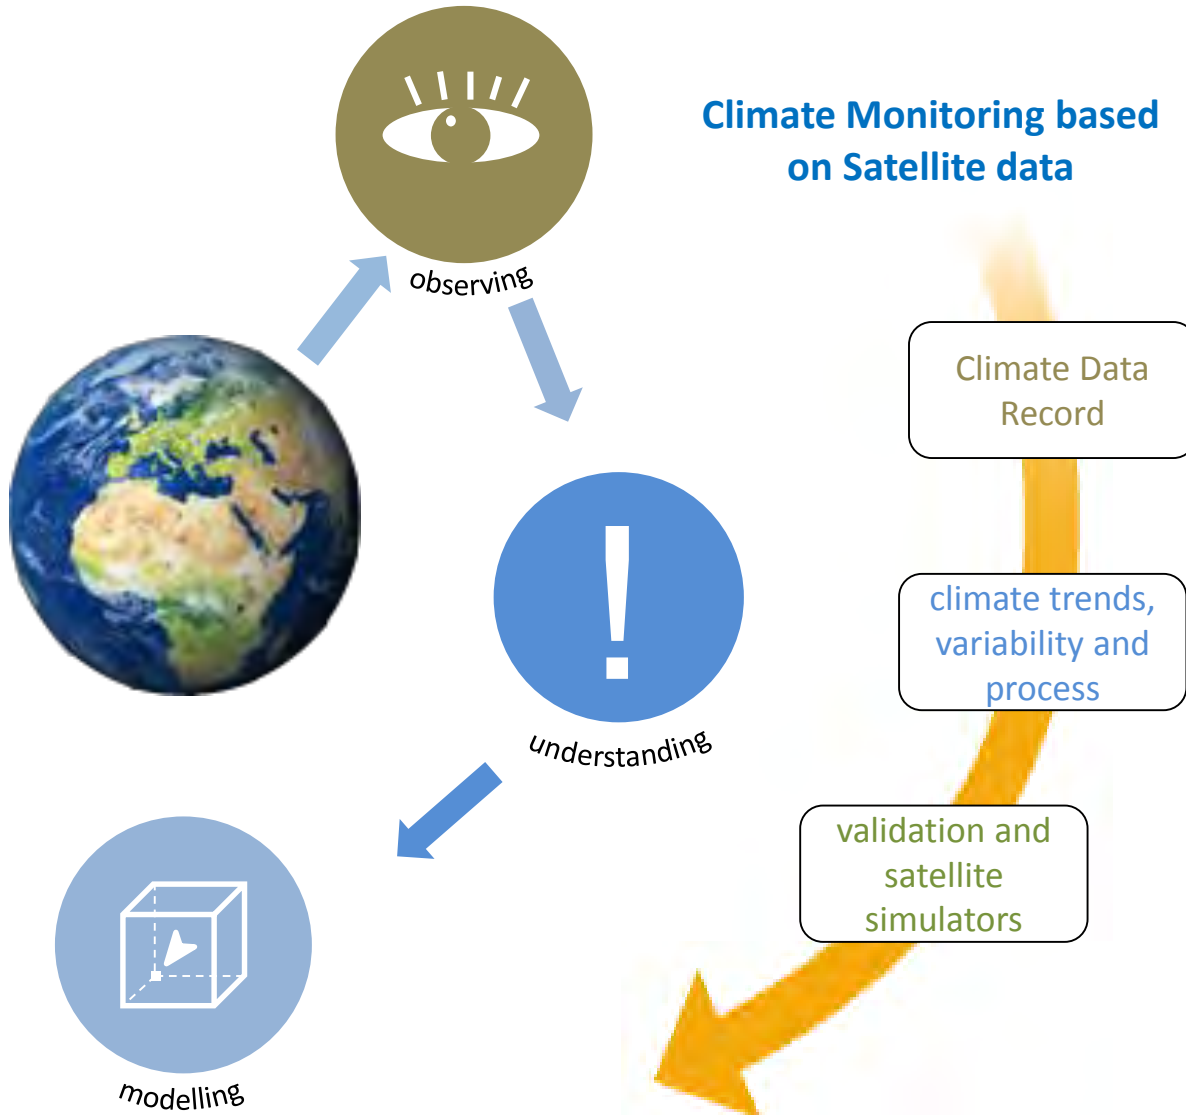 Climate Monitoring based
on Satellite data
observing
Climate Data
Record
climate trends,
variability and
process
understanding
validation and
satellite
simulators
modelling